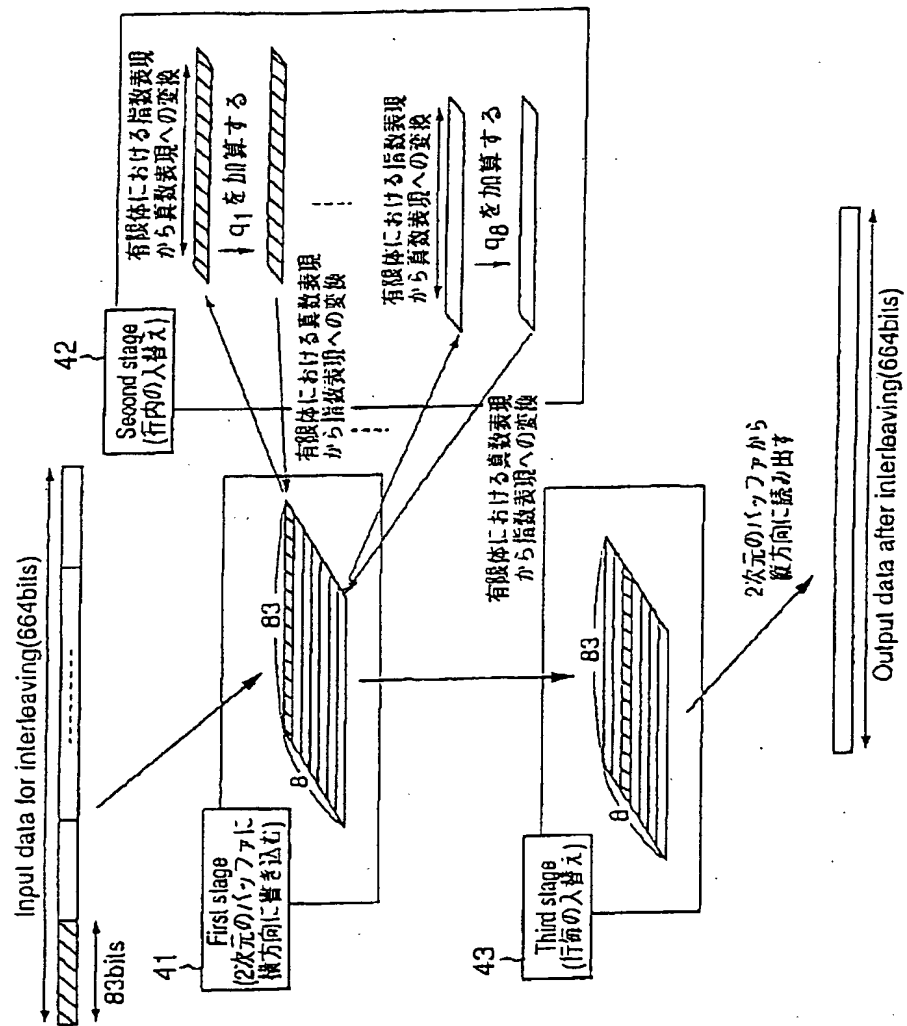 Input data for interleaving(664bits)
83bits
41
First stage
(2次元のバッファに
横方向に書き込む)
83
8
42
Second stage
(行内の入替え)
有限体における指数表現
から真数表現への変換
q1を加算する
有限体における真数表現
から指数表現への変換
有限体における指数表現
から真数表現への変換
q8を加算する
有限体における真数表現
から指数表現への変換
43
Third stage
(行毎の入替え)
83
8
2次元のバッファから
縦方向に読み出す
Output data after interleaving(664bits)